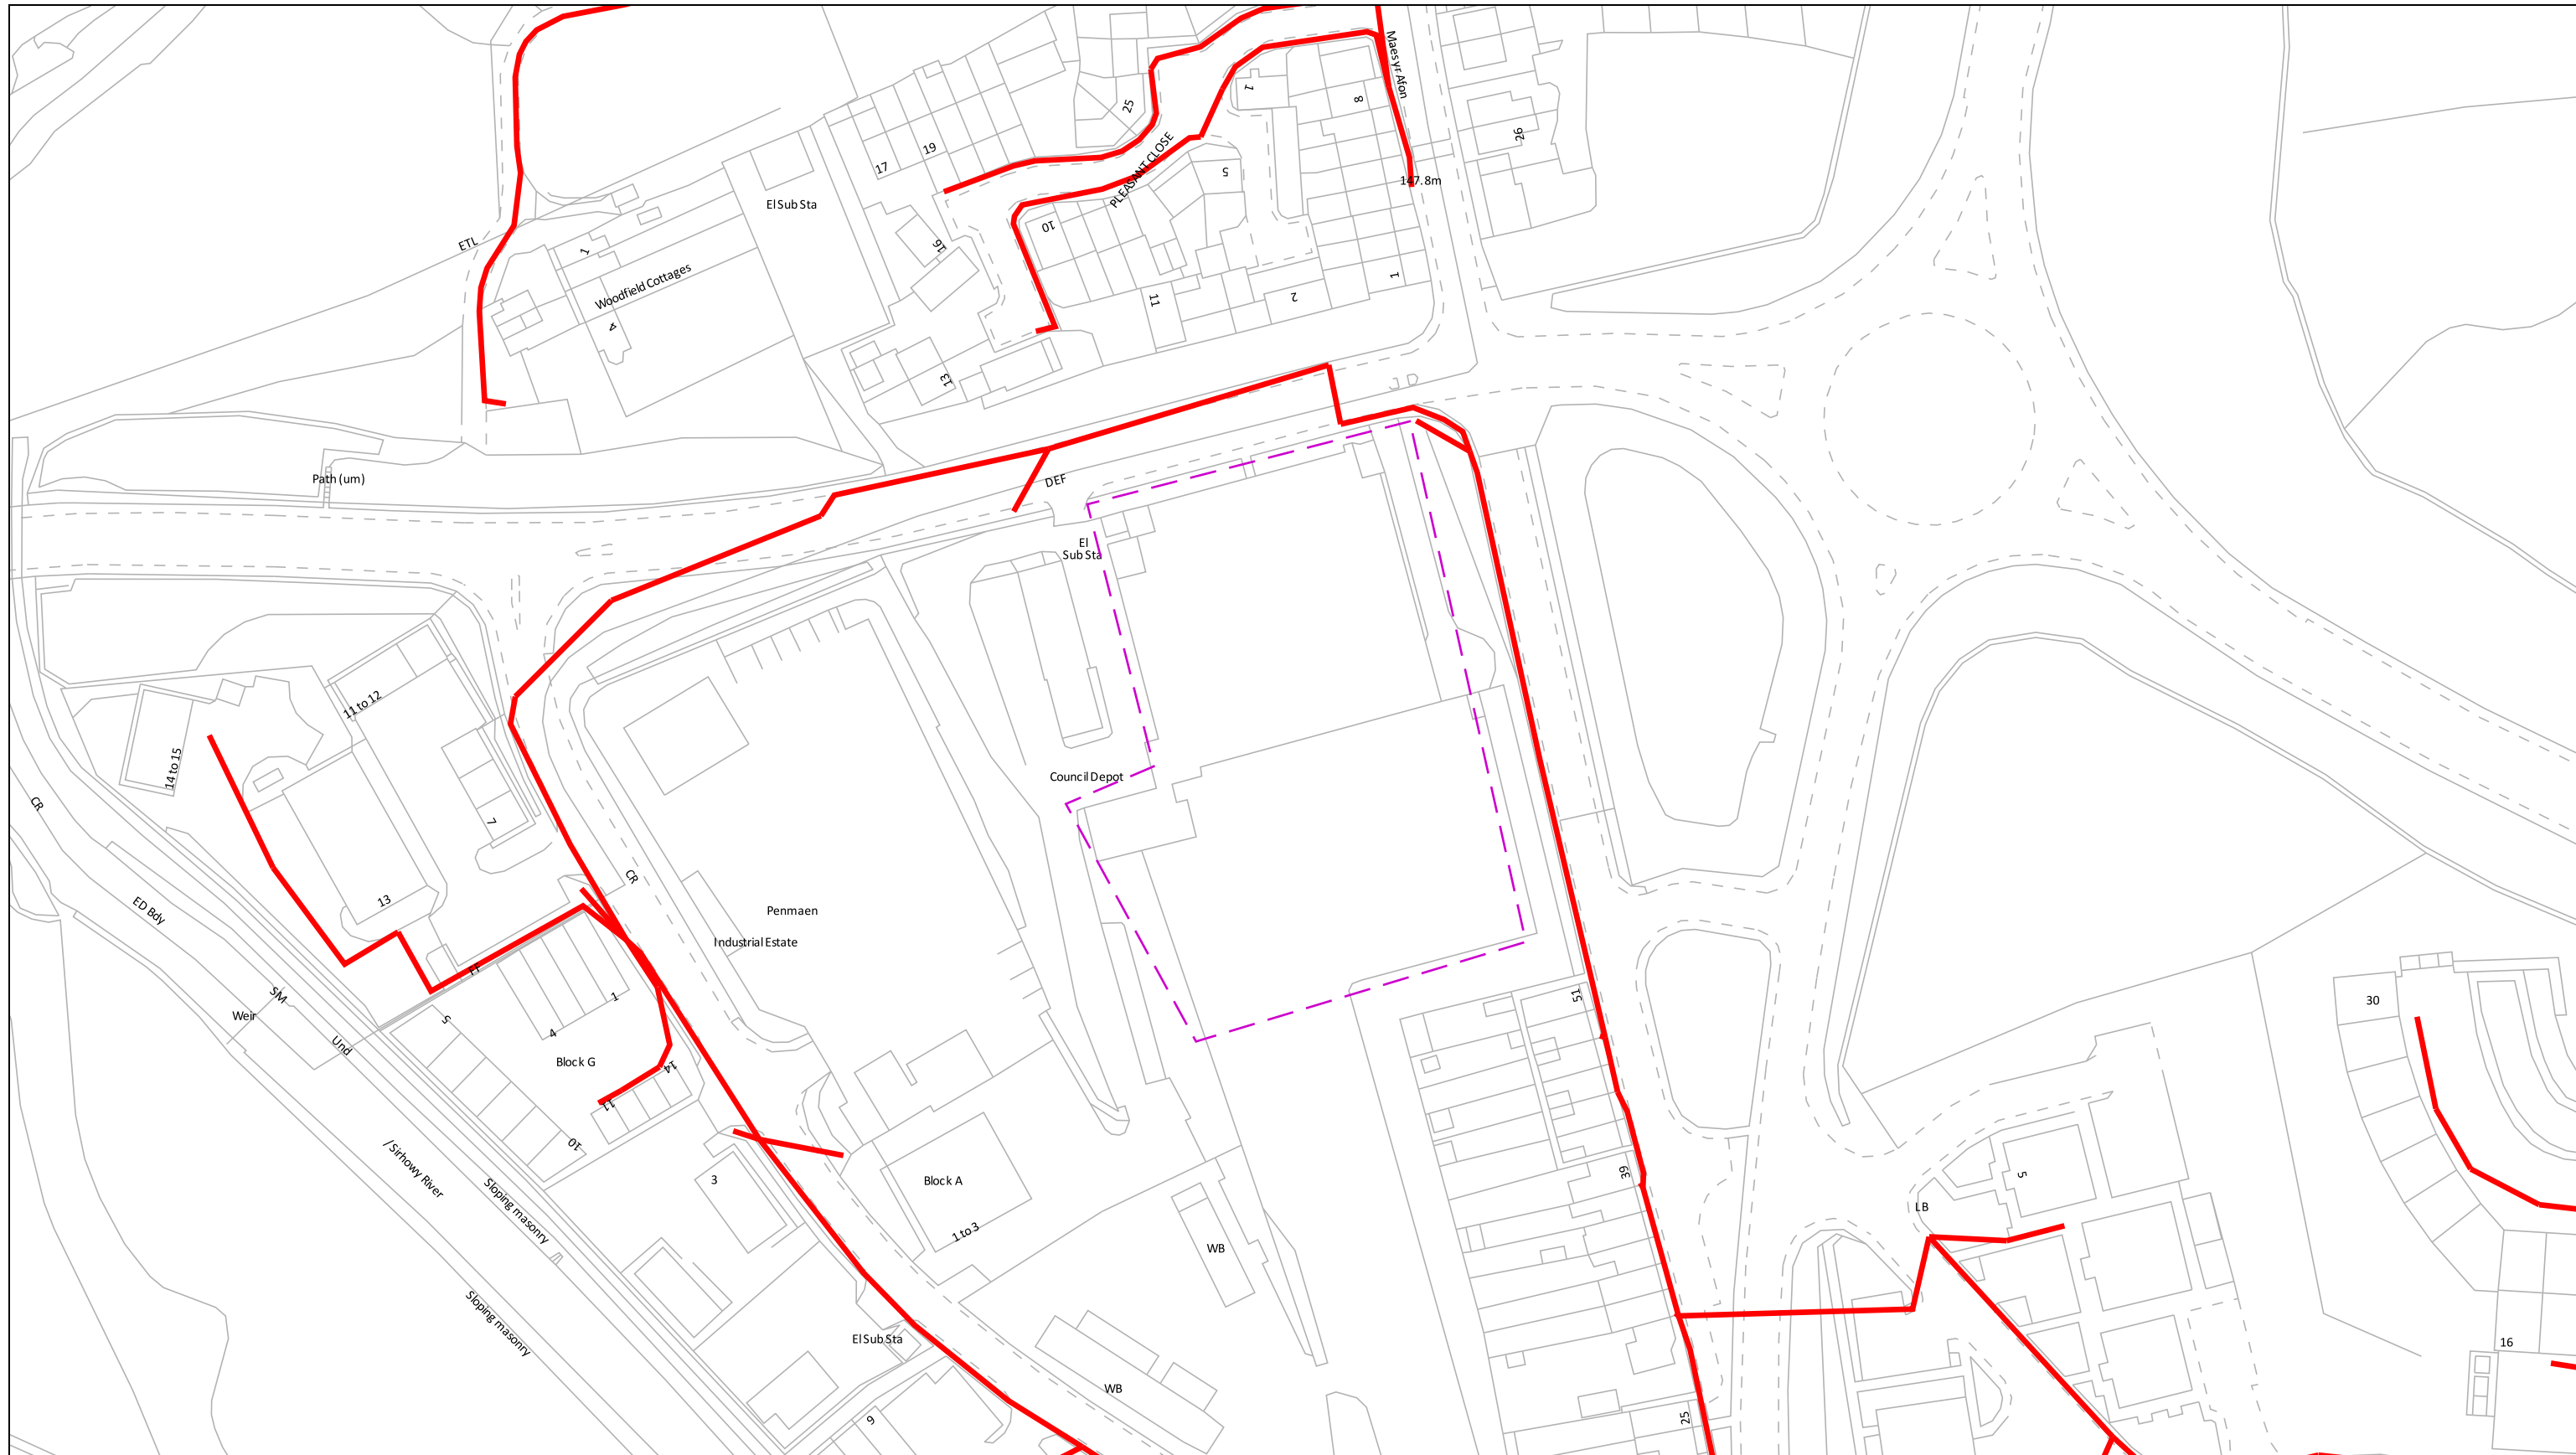 Maesyr Afon
1
8
25
26
19
17
PLEASANT CLOSE
5
147.8m
El Sub Sta
10
16
ETL
1
Woodfield Cottages
4
11
2
1
13
Path (um)
DEF
El
Sub Sta
11 to 12
14 to 15
Council Depot
CR
7
CR
13
ED Bdy
Penmaen
Industrial Estate
FF
SM
1
51
30
Weir
5
4
Und
Block G
14
11
10
/ Sirhowy River
3
Block A
39
5
Sloping masonry
LB
1 to 3
WB
Sloping masonry
El Sub Sta
16
WB
9
25